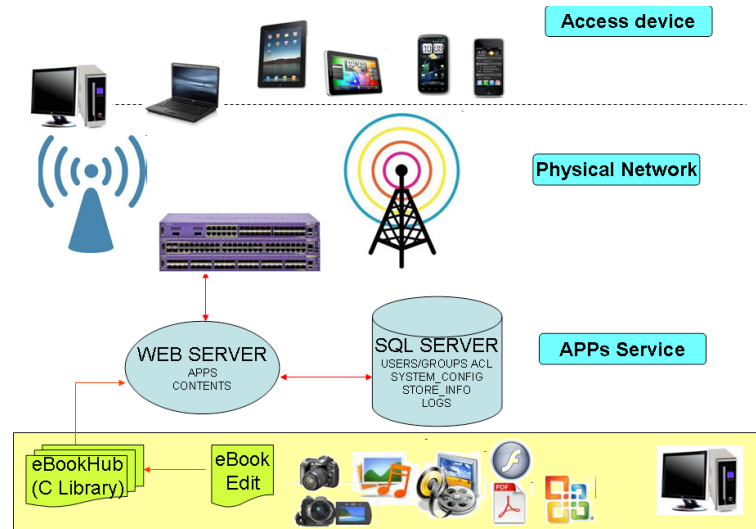 Access device
Physical Network
WEB SERVER
APPS
CONTENTS
SQL SERVER
USERS/GROUPS ACL
SYSTEM_CONFIG
STORE_INFO
LOGS
APPs Service
eBookHub
(C Library)
eBook
Edit
PDF